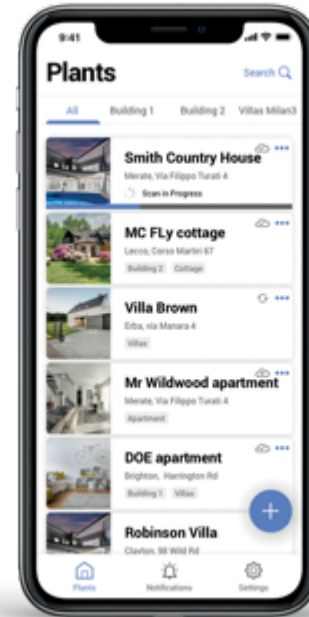 9:41
Plants
Search
All Building 1 Building 2 Villas Milan3
Smith Country House
Merate, Via Filippo Turati 4
Scan in Progress
MC FLy cottage
Lecco, Corso Martiri 67
Building 2 Cottage
Villa Brown
Erba, via Manara 4
Villas
Mr Wildwood apartment
Merate, Via Filippo Turati 4
Apartment
DOE apartment
Brighton, Harrington Rd
Building 1 Villas
Robinson Villa
Clayton, 98 Wild Rd
Plants Notifications Settings